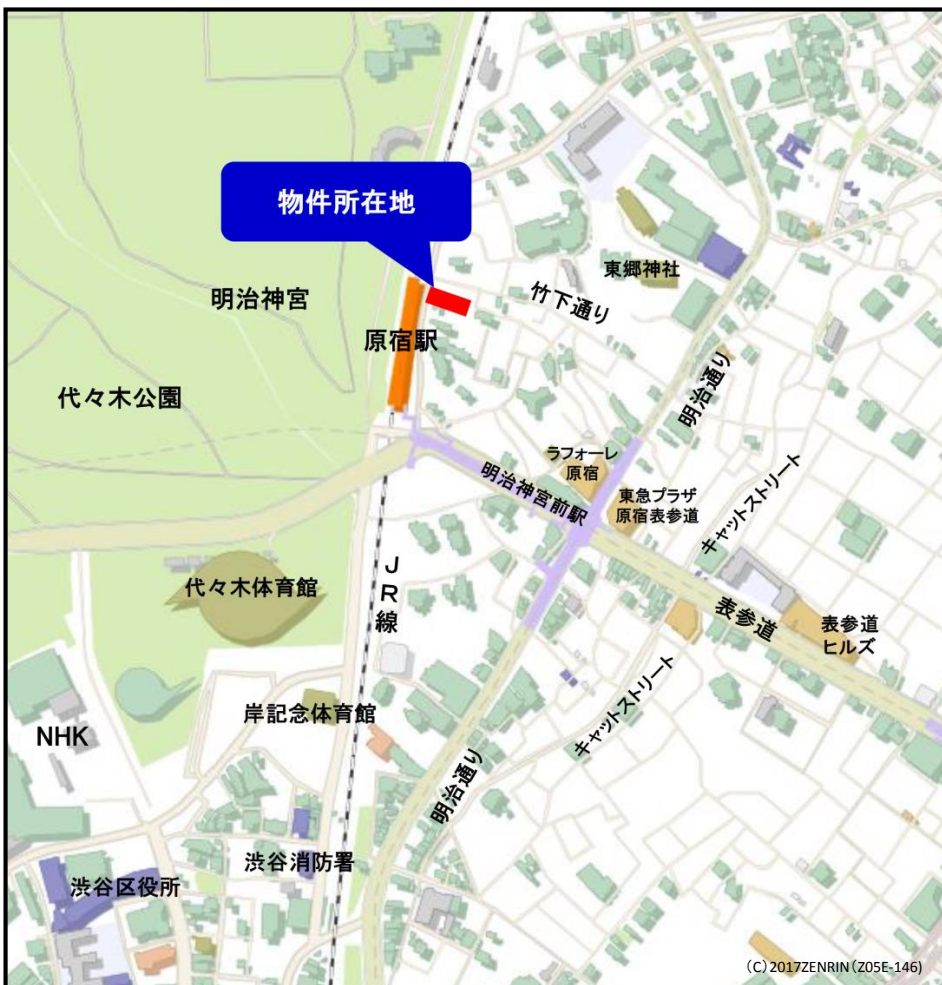 物件所在地
明治神宮
原宿駅
代々木公園
東郷神社
竹下通り
明治通り
ラフォーレ
原宿
明治神宮前駅
東急プラザ
原宿表参道
キャットストリート
表参道
表参道
ヒルズ
代々木体育館
JR線
岸記念体育館
キャットストリート
NHK
明治通り
渋谷消防署
渋谷区役所
(C)2017ZENRIN(Z05E-146)